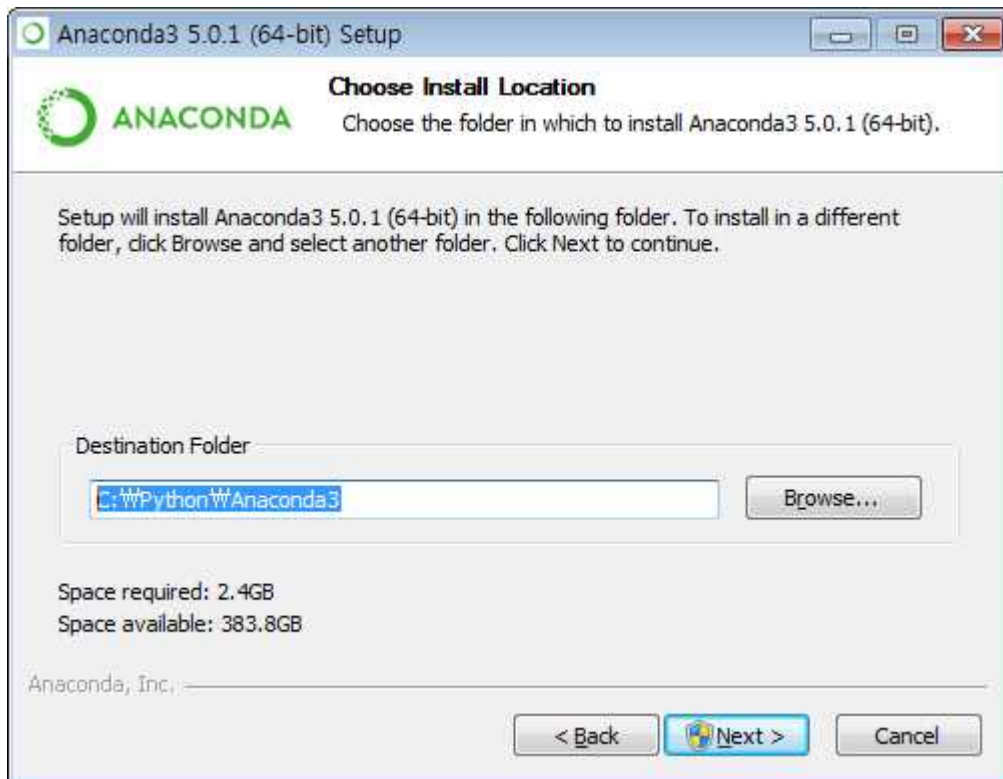 Anaconda3 5.0.1 (64-bit) Setup
ANACONDA
Choose Install Location
Choose the folder in which to install Anaconda3 5.0.1 (64-bit).
Setup will install Anaconda3 5.0.1 (64-bit) in the following folder. To install in a different
folder, click Browse and select another folder. Click Next to continue.
Destination Folder
C:₩Python₩Anaconda3
Browse...
Space required: 2.4GB
Space available: 383.8GB
Anaconda, Inc.
< Back
Next >
Cancel